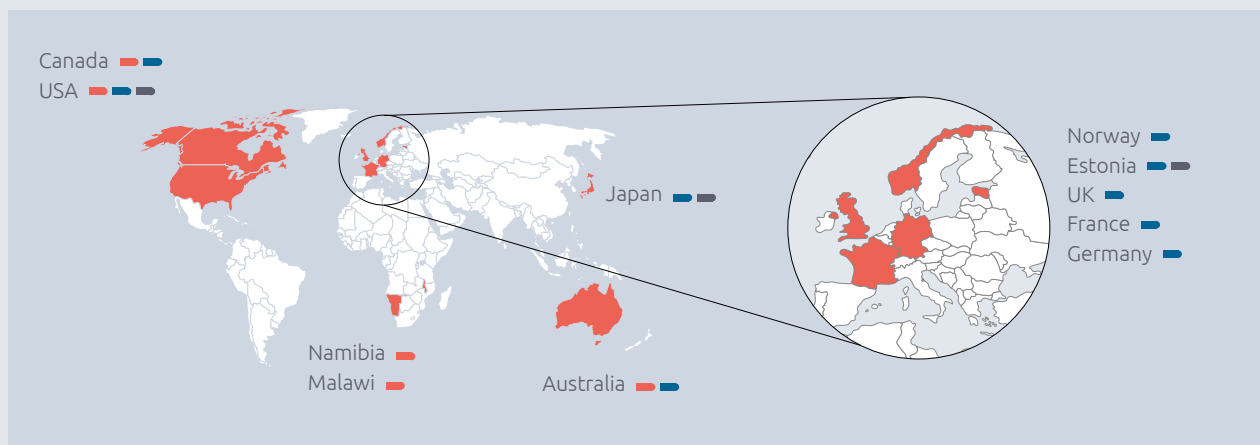 Canada
USA
Japan
Norway
Estonia
UK
France
Germany
Namibia
Malawi
Australia